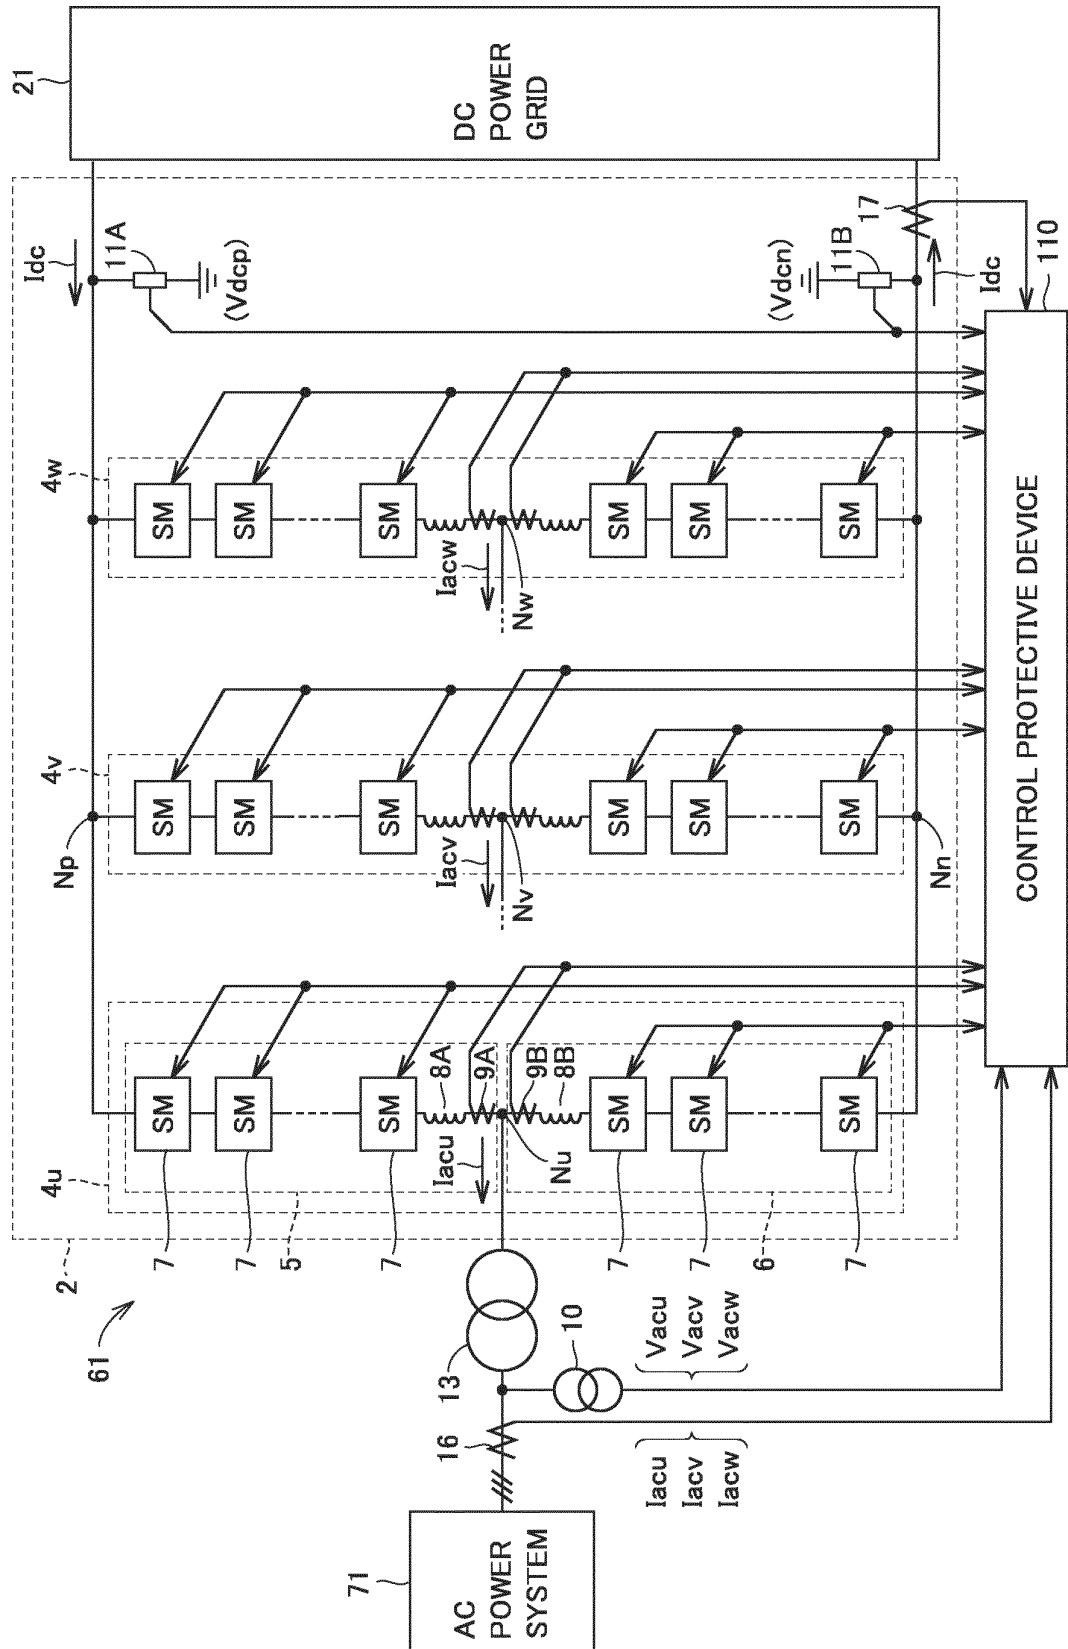 61
2
4u
4v
4w
Idc
21
Np
11A
(Vdcp)
DC
POWER
GRID
7
SM
SM
SM
7
SM
SM
SM
5
7
SM
SM
SM
8A
9A
Iacu
Iacv
Iacw
71
AC
POWER
SYSTEM
16
13
10
Nu
Nv
Nw
9B
8B
7
SM
SM
SM
7
SM
SM
SM
6
7
SM
SM
SM
(Vdcn)
11B
17
Nn
Idc
Vacu
Vacv
Vacw
Iacu
Iacv
Iacw
CONTROL PROTECTIVE DEVICE
110